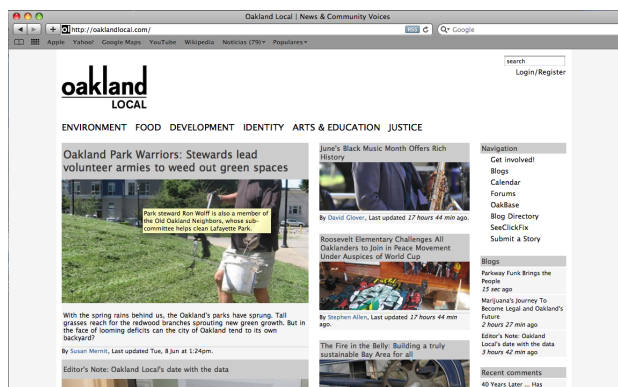 Oakland Local | News & Community Voices
http://oaklandlocal.com/
RSS
Google
Apple Yahoo! Google Maps YouTube Wikipedia Noticias (79) Populares
search
Login/Register
oakland
LOCAL
ENVIRONMENT FOOD DEVELOPMENT IDENTITY ARTS & EDUCATION JUSTICE
Oakland Park Warriors: Stewards lead
volunteer armies to weed out green spaces
Park steward Ron Wolff is also a member of
the Old Oakland Neighbors, whose sub-
committee helps clean Lafayette Park.
With the spring rains behind us, the Oakland's parks have sprung. Tall
grasses reach for the redwood branches sprouting new green growth. But in
the face of looming deficits can the city of Oakland tend to its own
backyard?
By Susan Mernit, Last updated Tue, 8 Jun at 1:24pm.
Editor's Note: Oakland Local's date with the data
June's Black Music Month Offers Rich
History
By David Glover, Last updated 17 hours 44 min ago.
Roosevelt Elementary Challenges All
Oaklanders to Join in Peace Movement
Under Auspices of World Cup
By Stephen Allen, Last updated 17 hours 44 min
ago.
The Fire in the Belly: Building a truly
sustainable Bay Area for all
Navigation
Get involved!
Blogs
Calendar
Forums
OakBase
Blog Directory
SeeClickFix
Submit a Story
Blogs
Parkway Funk Brings the
People
15 sec ago
Marijuana's Journey To
Become Legal and Oakland's
Future
2 hours 27 min ago
Editor's Note: Oakland
Local's date with the data
3 hours 42 min ago
Recent comments
40 Years Later ... Has